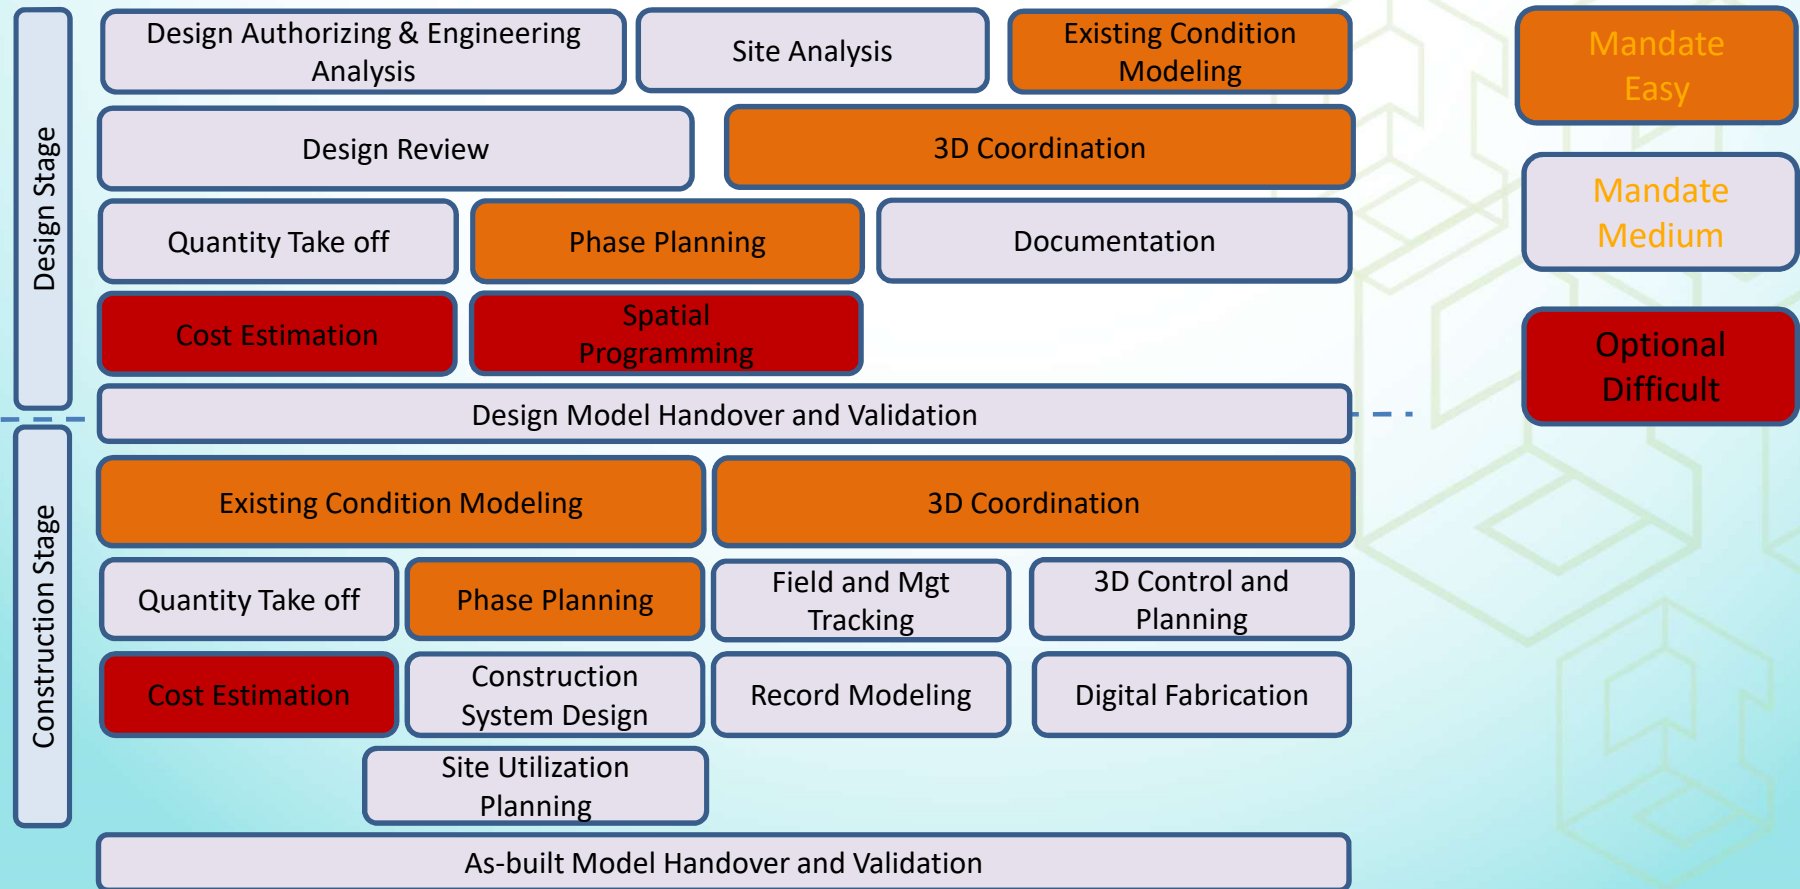 Design Stage
Design Authorizing & Engineering
Analysis
Site Analysis
Existing Condition
Modeling
Design Review
3D Coordination
Quantity Take off
Phase Planning
Documentation
Cost Estimation
Spatial
Programming
Design Model Handover and Validation
Construction Stage
Existing Condition Modeling
3D Coordination
Quantity Take off
Phase Planning
Field and Mgt
Tracking
3D Control and
Planning
Cost Estimation
Construction
System Design
Record Modeling
Digital Fabrication
Site Utilization
Planning
As-built Model Handover and Validation
Mandate
Easy
Mandate
Medium
Optional
Difficult